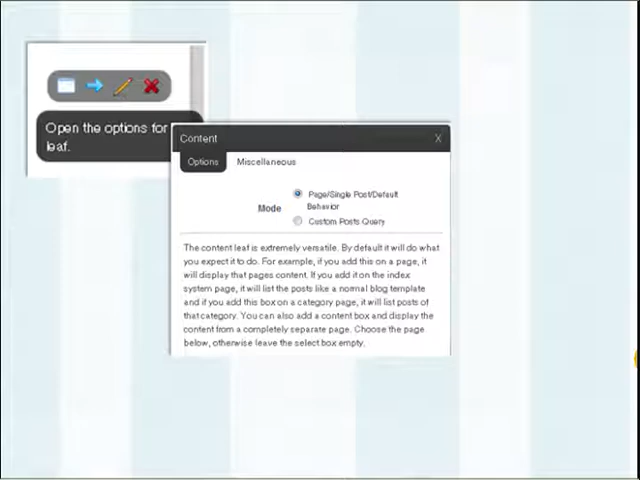 Open the options for
leaf.
Content
X
Options
Miscellaneous
Mode
Page/Single Post/Default
Behavior
Custom Posts Query
The content leaf is extremely versatile. By default it will do what
you expect it to do. For example, if you add this on a page, it
will display that pages content. If you add it on the index
system page, it will list the posts like a normal blog template
and if you add this box on a category page, it will list posts of
that category. You can also add a content box and display the
content from a completely separate page. Choose the page
below, otherwise leave the select box empty.